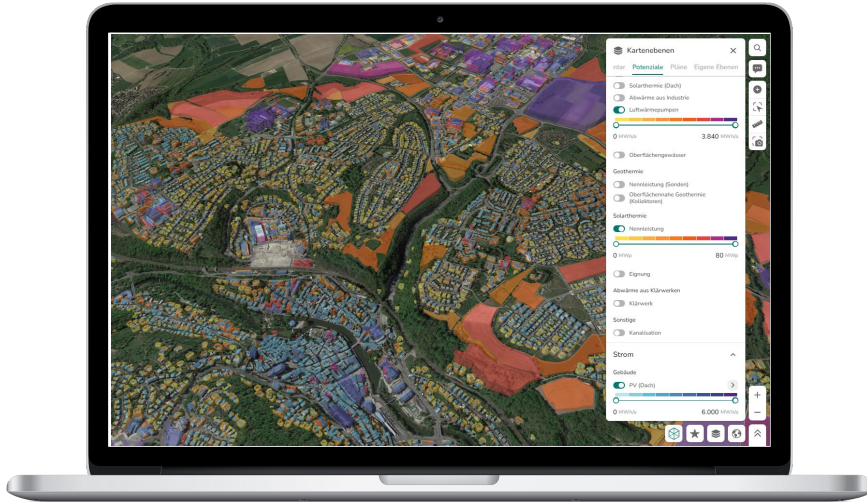 Kartenebenen
ntar Potenziale Pläne Eigene Ebenen
Solarthermie (Dach)
Abwärme aus Industrie
Luftwärmepumpen
0 MWh/a 3.840 MWh/a
Oberflächengewässer
Geothermie
Nennleistung (Sonden)
Oberflächennahe Geothermie
(Kollektoren)
Solarthermie
Nennleistung
0 MWp 80 MWp
Eignung
Abwärme aus Klärwerken
Klärwerk
Sonstige
Kanalisation
Strom
Gebäude
PV (Dach)
0 MWh/a 6.000 MWh/a